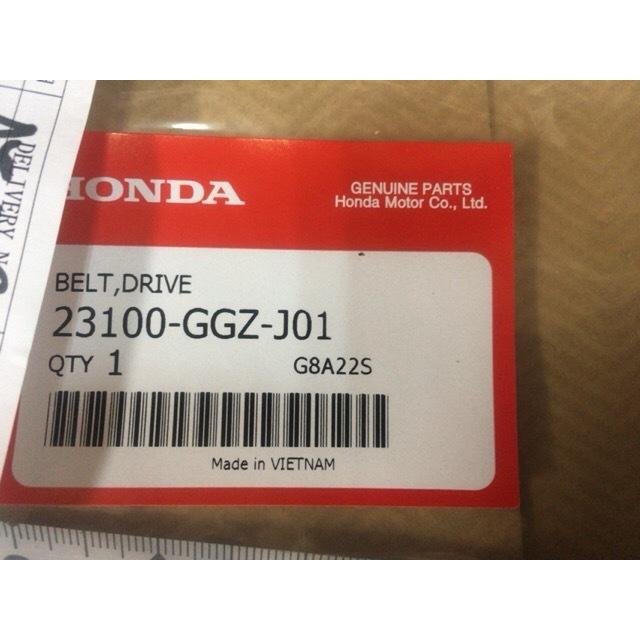 DELIVERY
HONDA
GENUINE PARTS
Honda Motor Co., Ltd.
BELT,DRIVE
23100-GGZ-J01
QTY 1
G8A22S
Made in VIETNAM